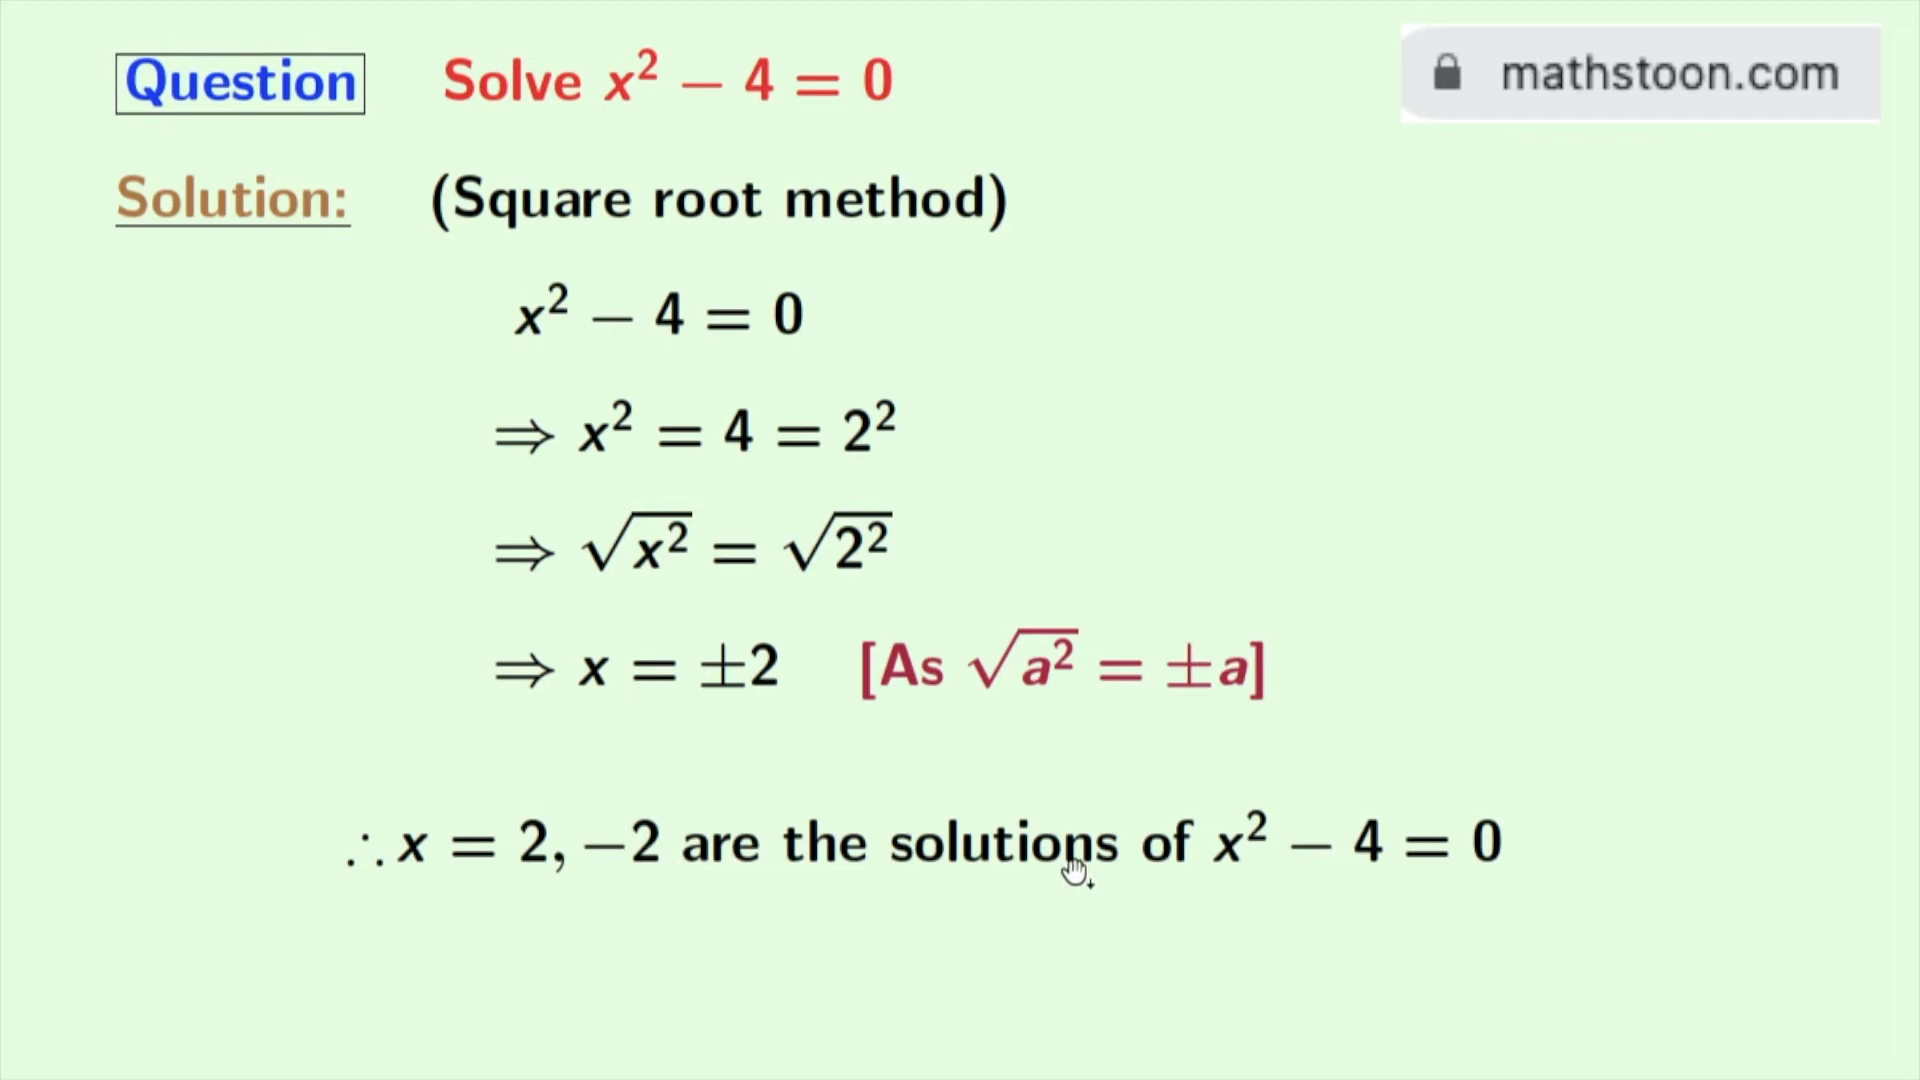 Question Solve x² − 4 = 0 mathstoon.com
Solution: (Square root method)
x² − 4 = 0
⇒ x² = 4 = 2²
⇒ √x² = √2²
⇒ x = ±2 [As √a² = ±a]
∴ x = 2, −2 are the solutions of x² − 4 = 0